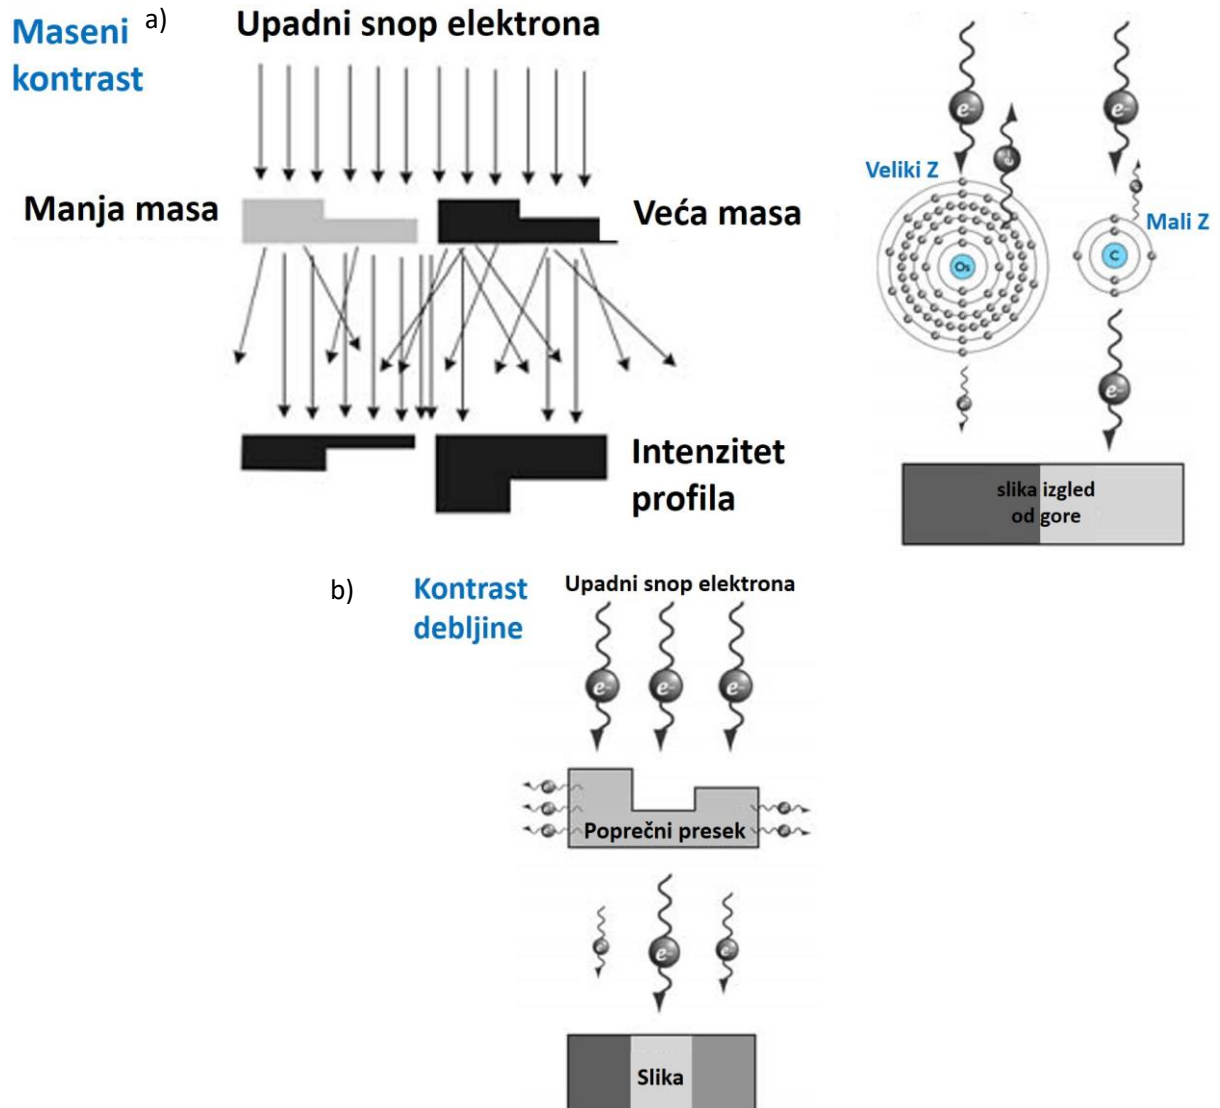 Maseni
kontrast
a)
Upadni snop elektrona
Manja masa
Veća masa
Intenzitet
profila
e-
e-
Veliki Z
Mali Z
Os
C
e-
slika izgled
od gore
b)
Kontrast
debljine
Upadni snop elektrona
e-
e-
e-
Poprečni presek
e-
Slika